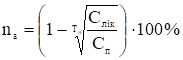 nₐ = (1 − ᵀ√(Cлік / Cп)) · 100%